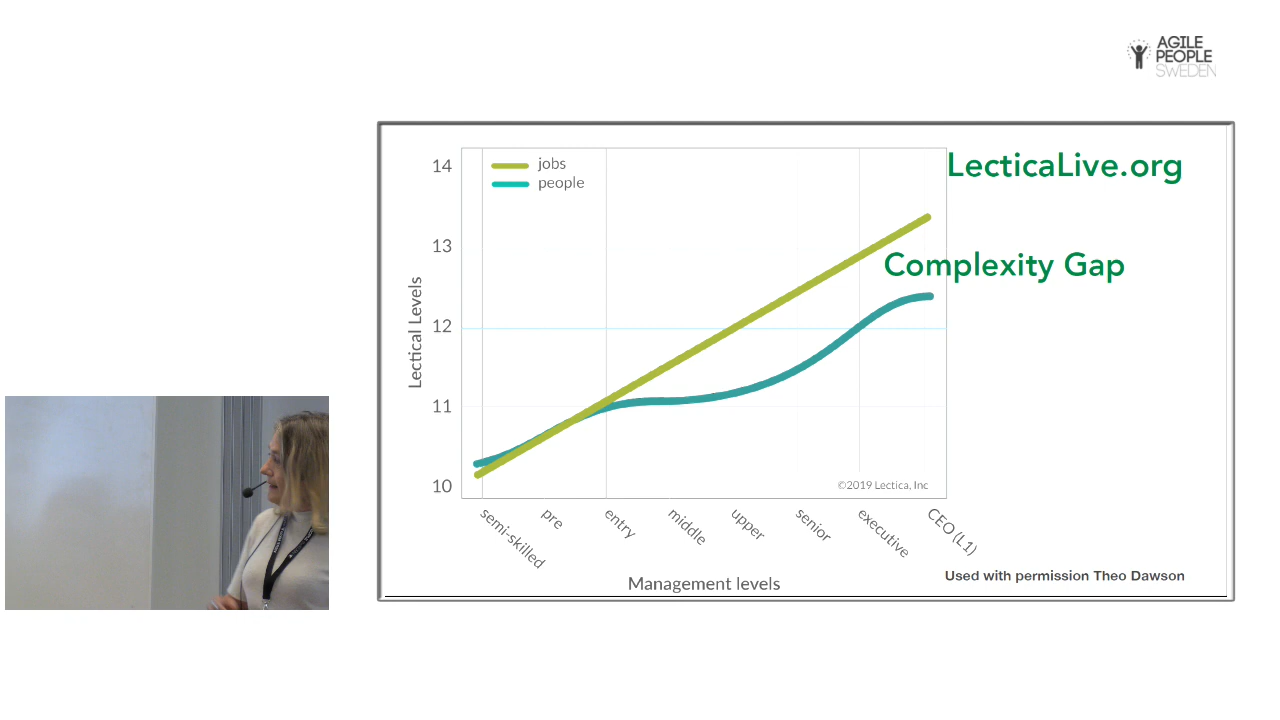 AGILE
PEOPLE
SWEDEN
LecticaLive.org
Complexity Gap
jobs
people
14
13
12
11
10
Lectical Levels
©2019 Lectica, Inc
semi-skilled
pre
entry
middle
upper
senior
executive
CEO (L1)
Management levels
Used with permission Theo Dawson